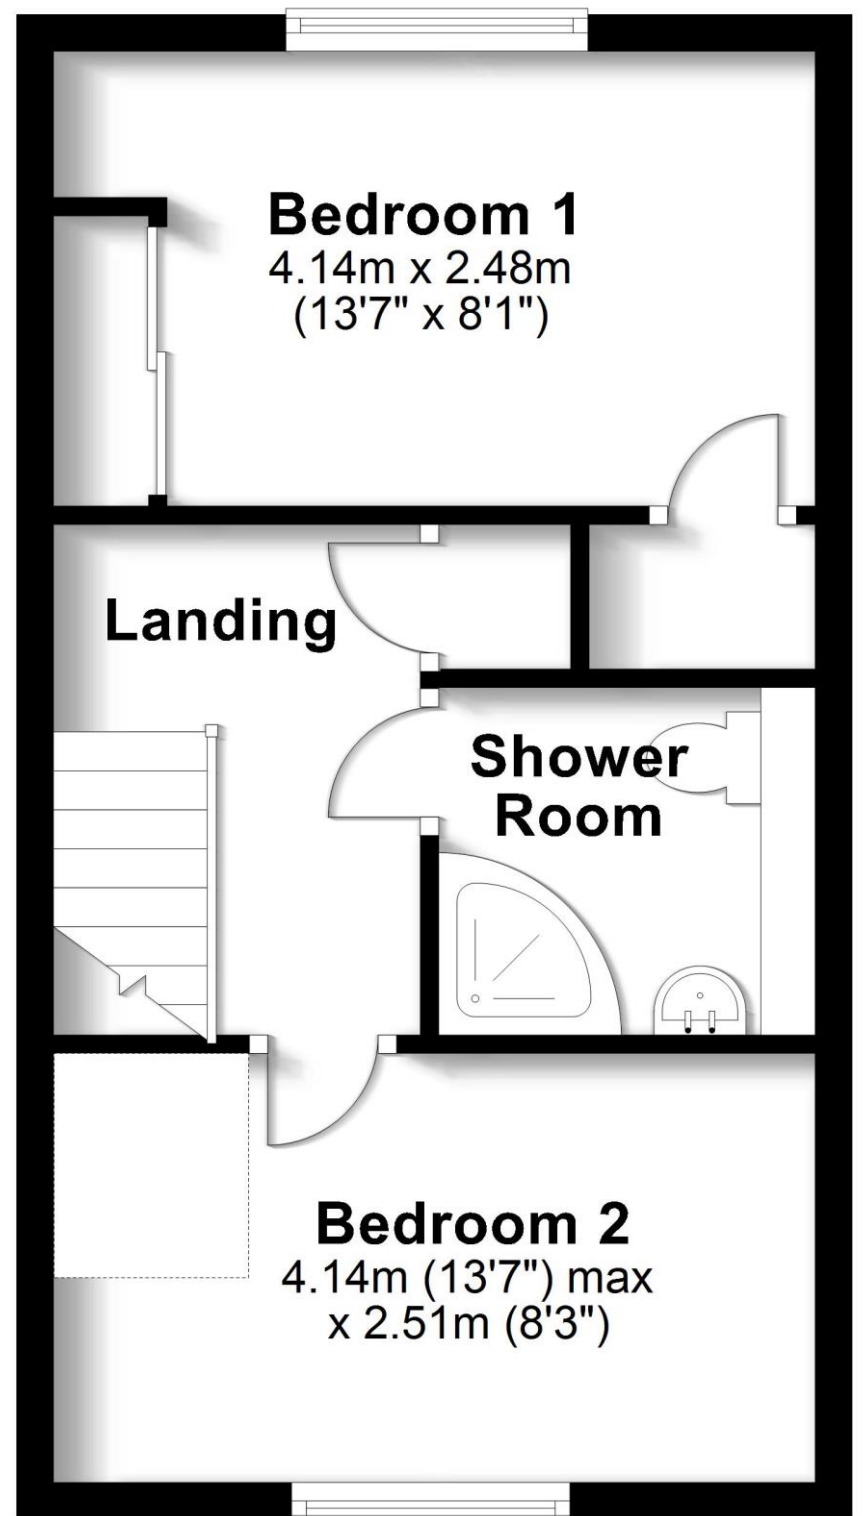 Bedroom 1
4.14m x 2.48m
(13'7" x 8'1")
Landing
Shower
Room
Bedroom 2
4.14m (13'7") max
x 2.51m (8'3")